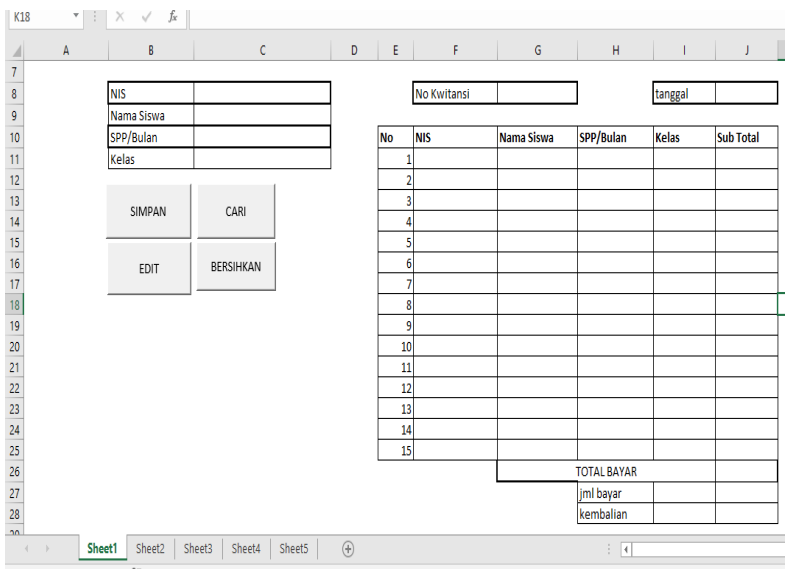 K18 fx
A B C D E F G H I J
7
8 NIS No Kwitansi tanggal
9 Nama Siswa
10 SPP/Bulan No NIS Nama Siswa SPP/Bulan Kelas Sub Total
11 Kelas 1
12 2
13 3
SIMPAN CARI
14 4
15 5
16 6
EDIT BERSIHKAN
17 7
18 8
19 9
20 10
21 11
22 12
23 13
24 14
25 15
26 TOTAL BAYAR
27 jml bayar
28 kembalian
Sheet1 Sheet2 Sheet3 Sheet4 Sheet5